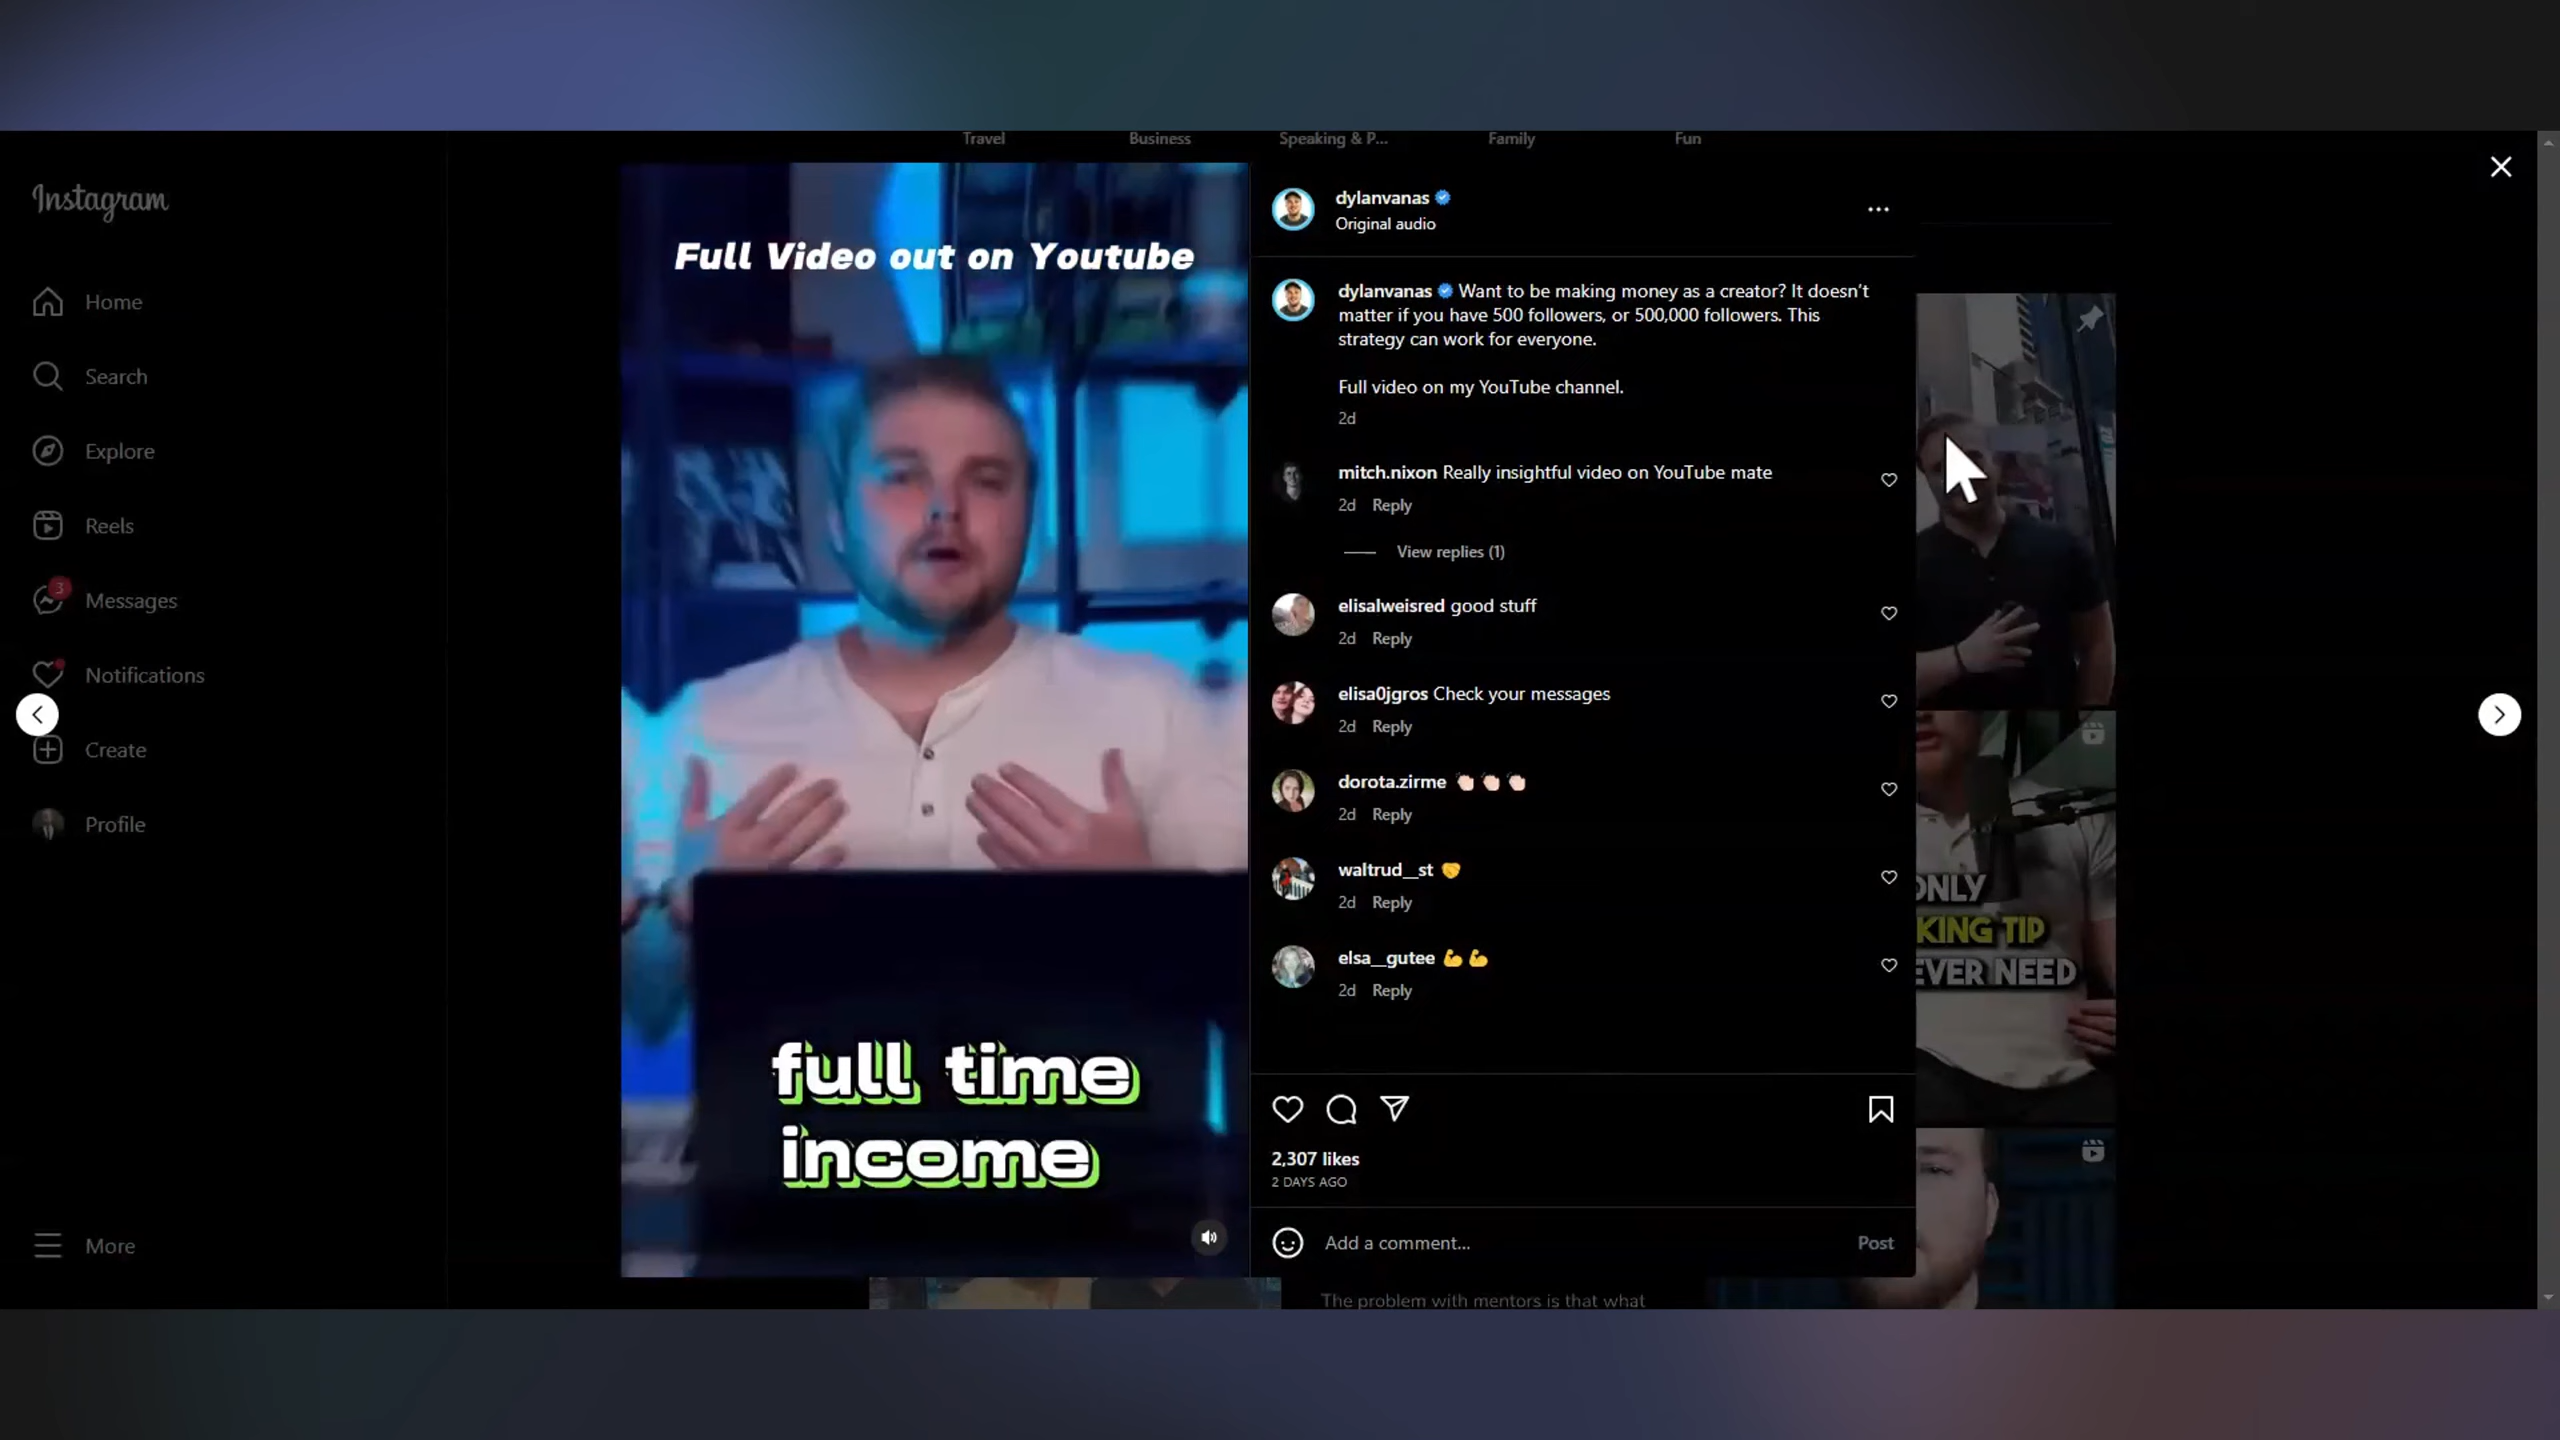 Travel
Business
Speaking & P...
Family
Fun
Instagram
Home
Search
Explore
Reels
3
Messages
Notifications
Create
Profile
More
Full Video out on Youtube
full time
income
dylanvanas
Original audio
dylanvanas Want to be making money as a creator? It doesn't
matter if you have 500 followers, or 500,000 followers. This
strategy can work for everyone.
Full video on my YouTube channel.
2d
mitch.nixon Really insightful video on YouTube mate
2d Reply
View replies (1)
elisalweisred good stuff
2d Reply
elisa0jgros Check your messages
2d Reply
dorota.zirme 👏🏻 👏🏻 👏🏻
2d Reply
waltrud__st 🤝
2d Reply
elsa__gutee 💪 💪
2d Reply
2,307 likes
2 DAYS AGO
Add a comment...
Post
ONLY
KING TIP
EVER NEED
The problem with mentors is that what